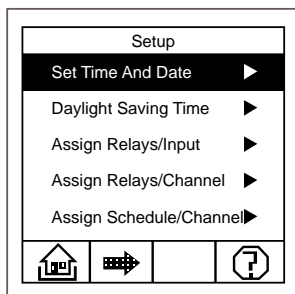 Setup
Set Time And Date
Daylight Saving Time
Assign Relays/Input
Assign Relays/Channel
Assign Schedule/Channel
?